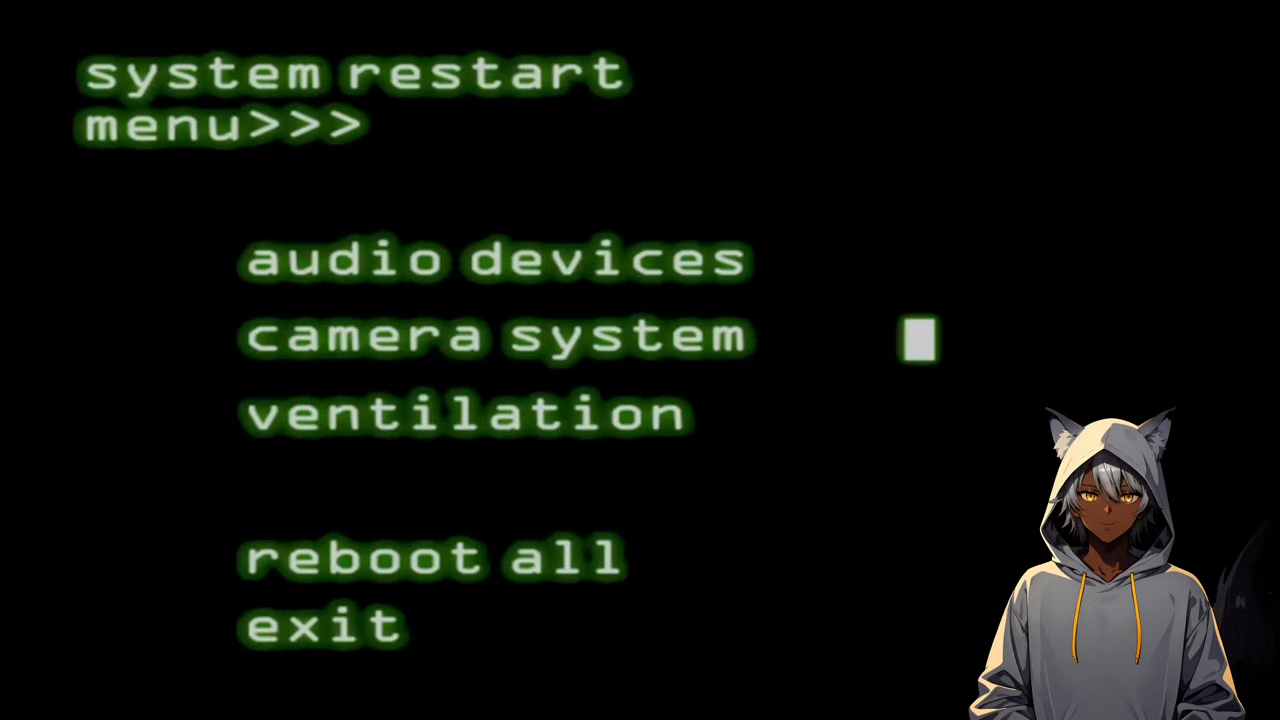 system restart
menu>>>
audio devices
camera system
ventilation
reboot all
exit